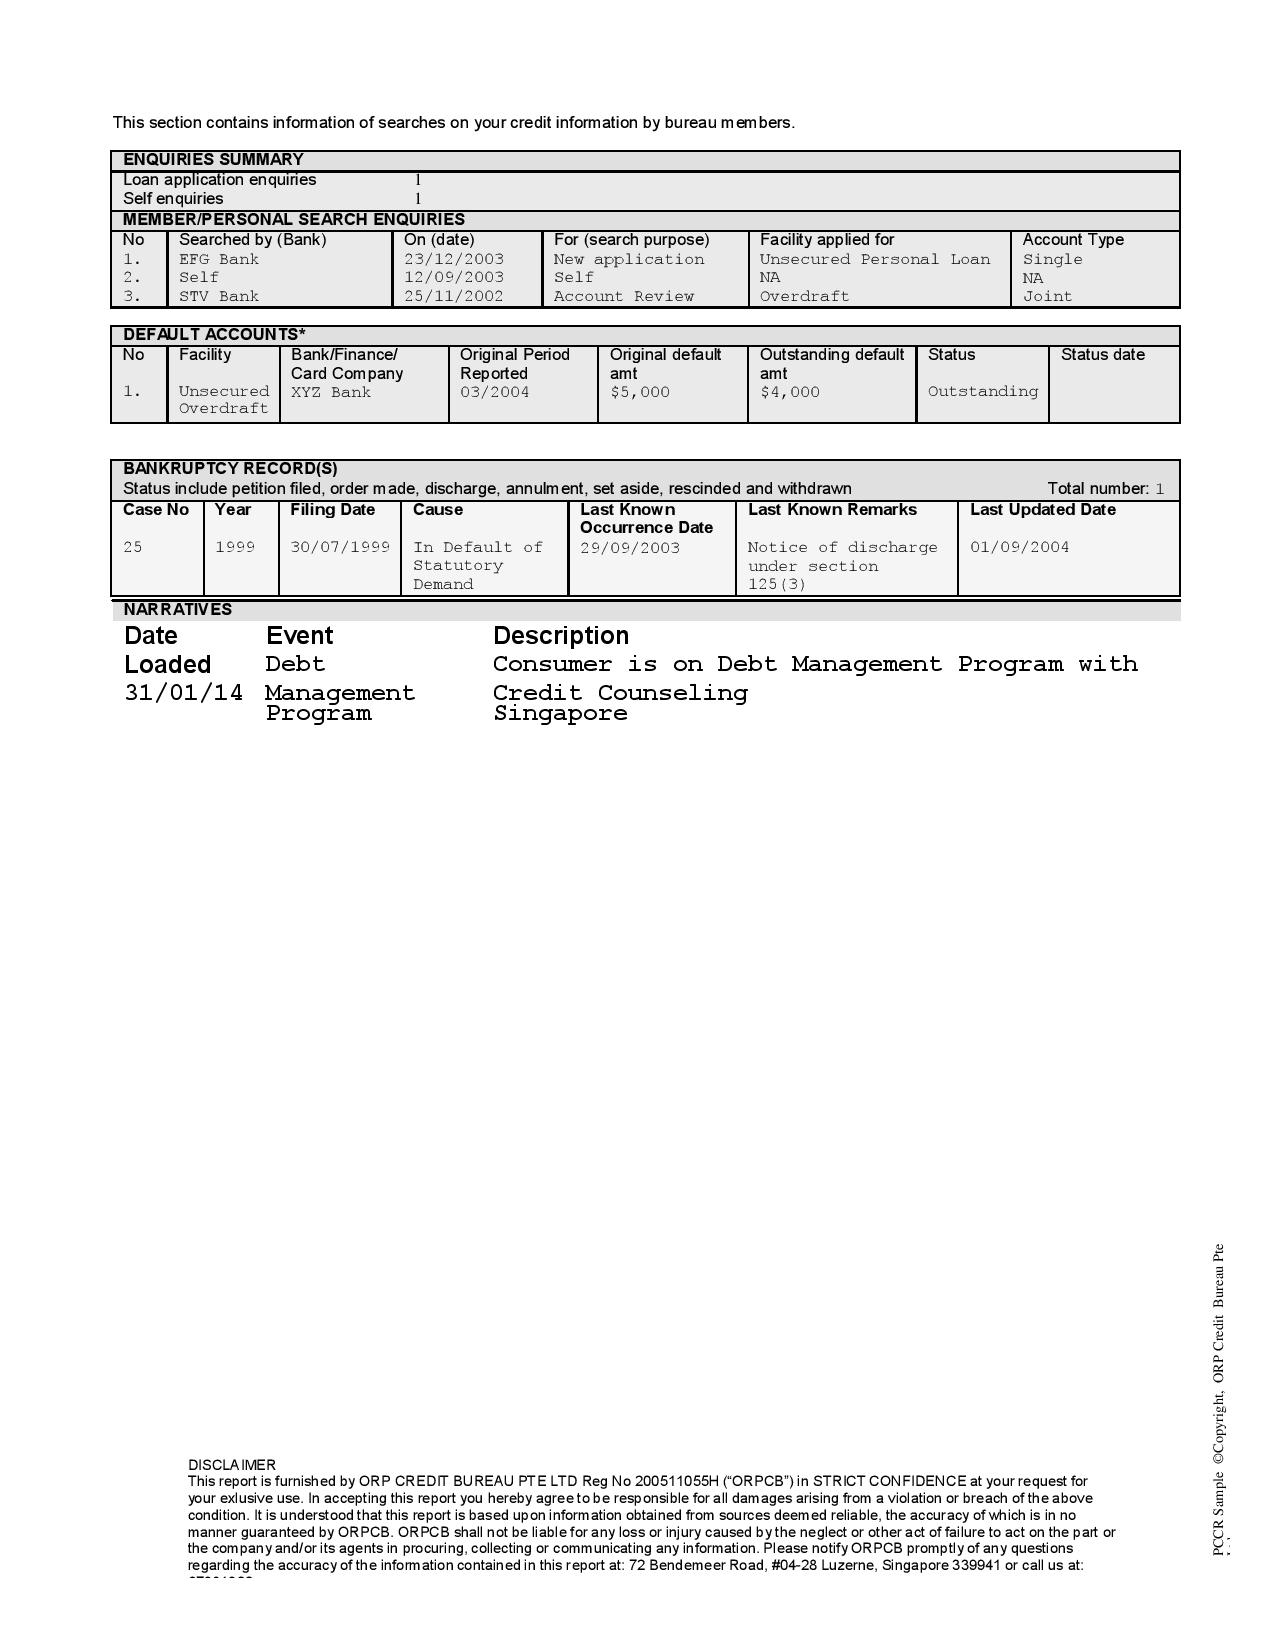 This section contains information of searches on your credit information by bureau members.
ENQUIRIES SUMMARY
Loan application enquiries 1
Self enquiries 1
MEMBER/PERSONAL SEARCH ENQUIRIES
No Searched by (Bank) On (date) For (search purpose) Facility applied for Account Type
1. EFG Bank 23/12/2003 New application Unsecured Personal Loan Single
2. Self 12/09/2003 Self NA NA
3. STV Bank 25/11/2002 Account Review Overdraft Joint
DEFAULT ACCOUNTS*
No Facility Bank/Finance/ Original Period Original default Outstanding default Status Status date
Card Company Reported amt amt
1. Unsecured XYZ Bank 03/2004 $5,000 $4,000 Outstanding
Overdraft
BANKRUPTCY RECORD(S)
Status include petition filed, order made, discharge, annulment, set aside, rescinded and withdrawn Total number: 1
Case No Year Filing Date Cause Last Known Last Known Remarks Last Updated Date
Occurrence Date
25 1999 30/07/1999 In Default of 29/09/2003 Notice of discharge 01/09/2004
Statutory under section
Demand 125(3)
NARRATIVES
Date Event Description
Loaded Debt Consumer is on Debt Management Program with
31/01/14 Management Credit Counseling
Program Singapore
DISCLAIMER
This report is furnished by ORP CREDIT BUREAU PTE LTD Reg No 200511055H (“ORPCB”) in STRICT CONFIDENCE at your request for
your exlusive use. In accepting this report you hereby agree to be responsible for all damages arising from a violation or breach of the above
condition. It is understood that this report is based upon information obtained from sources deemed reliable, the accuracy of which is in no
manner guaranteed by ORPCB. ORPCB shall not be liable for any loss or injury caused by the neglect or other act of failure to act on the part or
the company and/or its agents in procuring, collecting or communicating any information. Please notify ORPCB promptly of any questions
regarding the accuracy of the information contained in this report at: 72 Bendemeer Road, #04-28 Luzerne, Singapore 339941 or call us at:
PCCR Sample ©Copyright, ORP Credit Bureau Pte